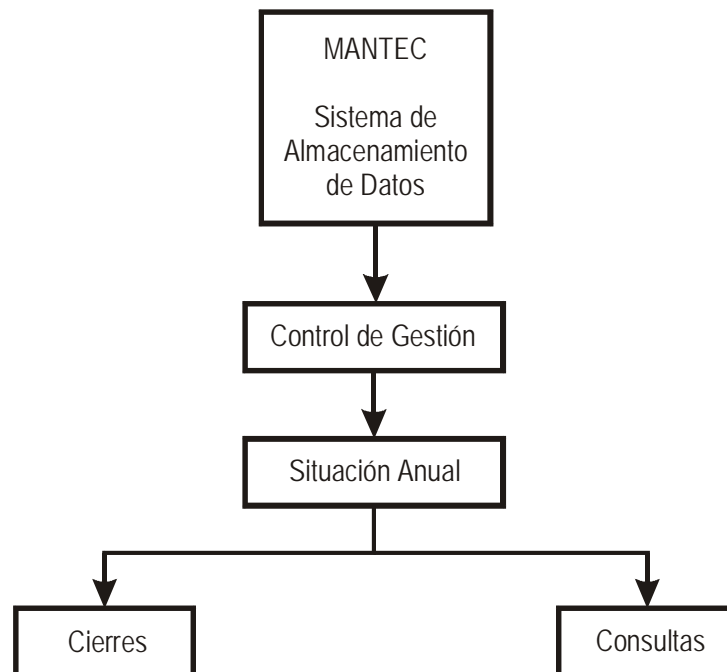 MANTEC
Sistema de
Almacenamiento
de Datos
Control de Gestión
Situación Anual
Cierres
Consultas